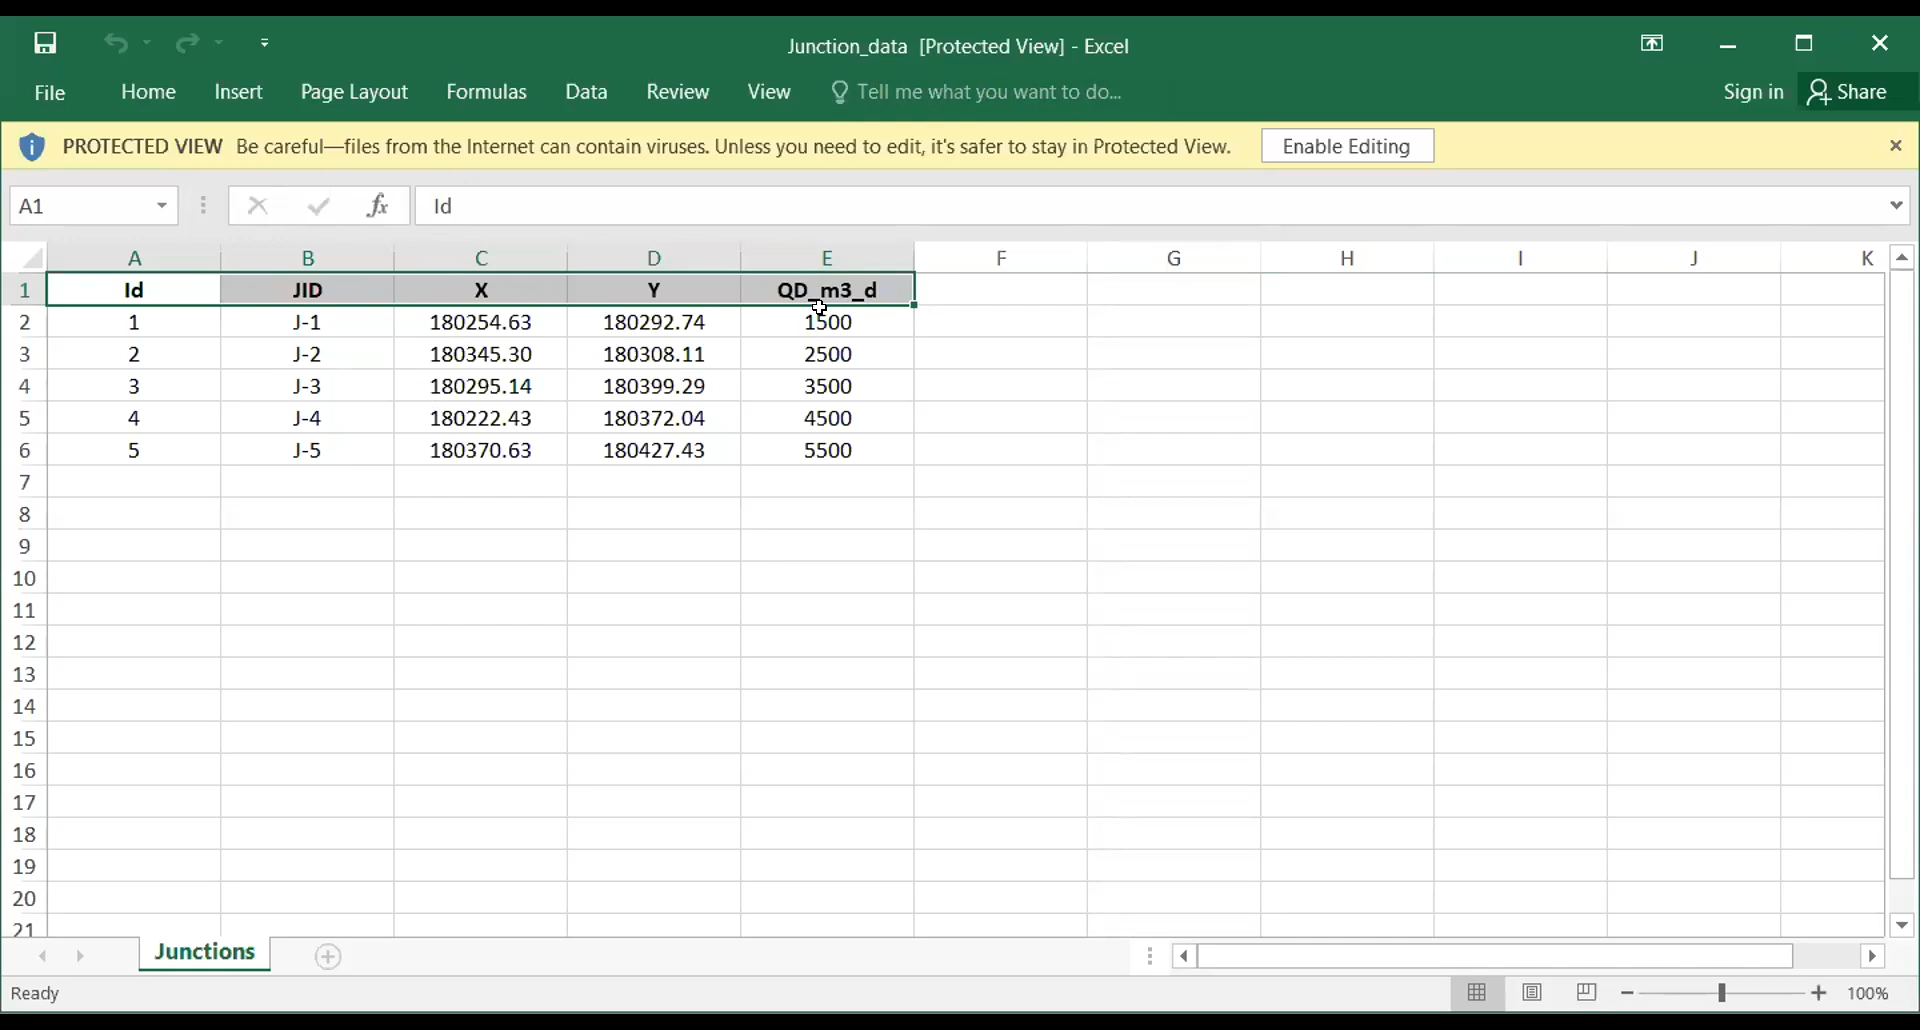 Junction_data [Protected View] - Excel
File Home Insert Page Layout Formulas Data Review View Tell me what you want to do... Sign in Share
PROTECTED VIEW Be careful—files from the Internet can contain viruses. Unless you need to edit, it's safer to stay in Protected View. Enable Editing
A1 fx Id
A B C D E F G H I J K
1 Id JID X Y QD_m3_d
2 1 J-1 180254.63 180292.74 1500
3 2 J-2 180345.30 180308.11 2500
4 3 J-3 180295.14 180399.29 3500
5 4 J-4 180222.43 180372.04 4500
6 5 J-5 180370.63 180427.43 5500
7
8
9
10
11
12
13
14
15
16
17
18
19
20
21
Junctions
Ready 100%